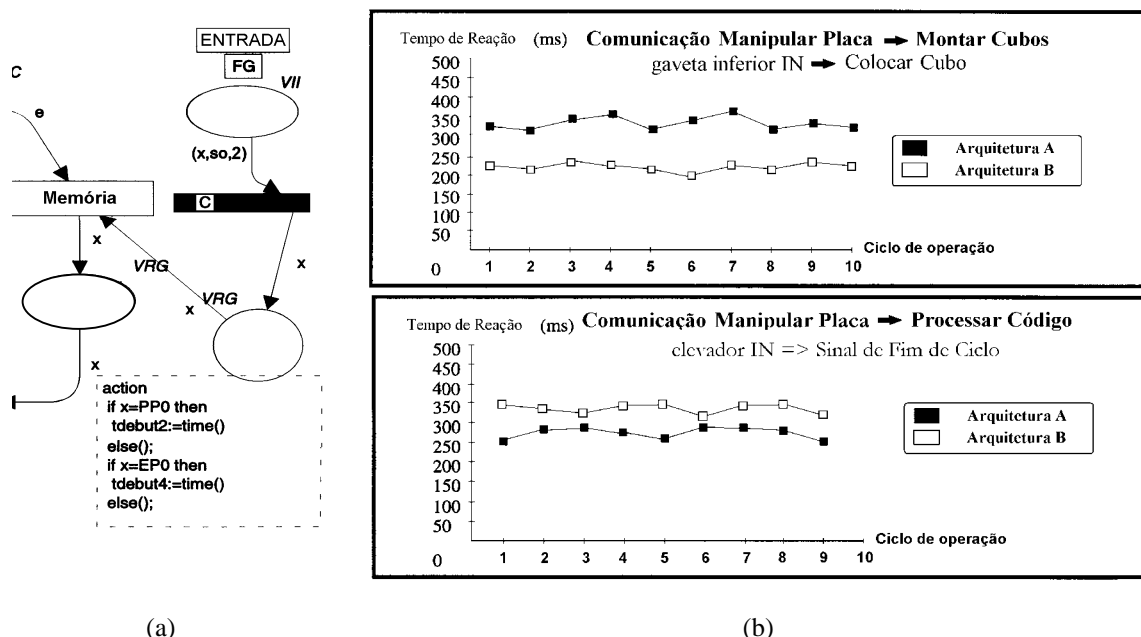 ENTRADA
FG
VII
C
e
(x,so,2)
Memória
C
x
x
VRG
VRG
x
x
action
if x=PP0 then
tdebut2:=time()
else();
if x=EP0 then
tdebut4:=time()
else();
(a)
Tempo de Reação (ms) Comunicação Manipular Placa → Montar Cubos
gaveta inferior IN → Colocar Cubo
500
450
400
350
300
250
200
150
100
50
0
Arquitetura A
Arquitetura B
Ciclo de operação
1 2 3 4 5 6 7 8 9 10
Tempo de Reação (ms) Comunicação Manipular Placa → Processar Código
elevador IN => Sinal de Fim de Ciclo
500
450
400
350
300
250
200
150
100
50
0
Arquitetura A
Arquitetura B
Ciclo de operação
1 2 3 4 5 6 7 8 9 10
(b)